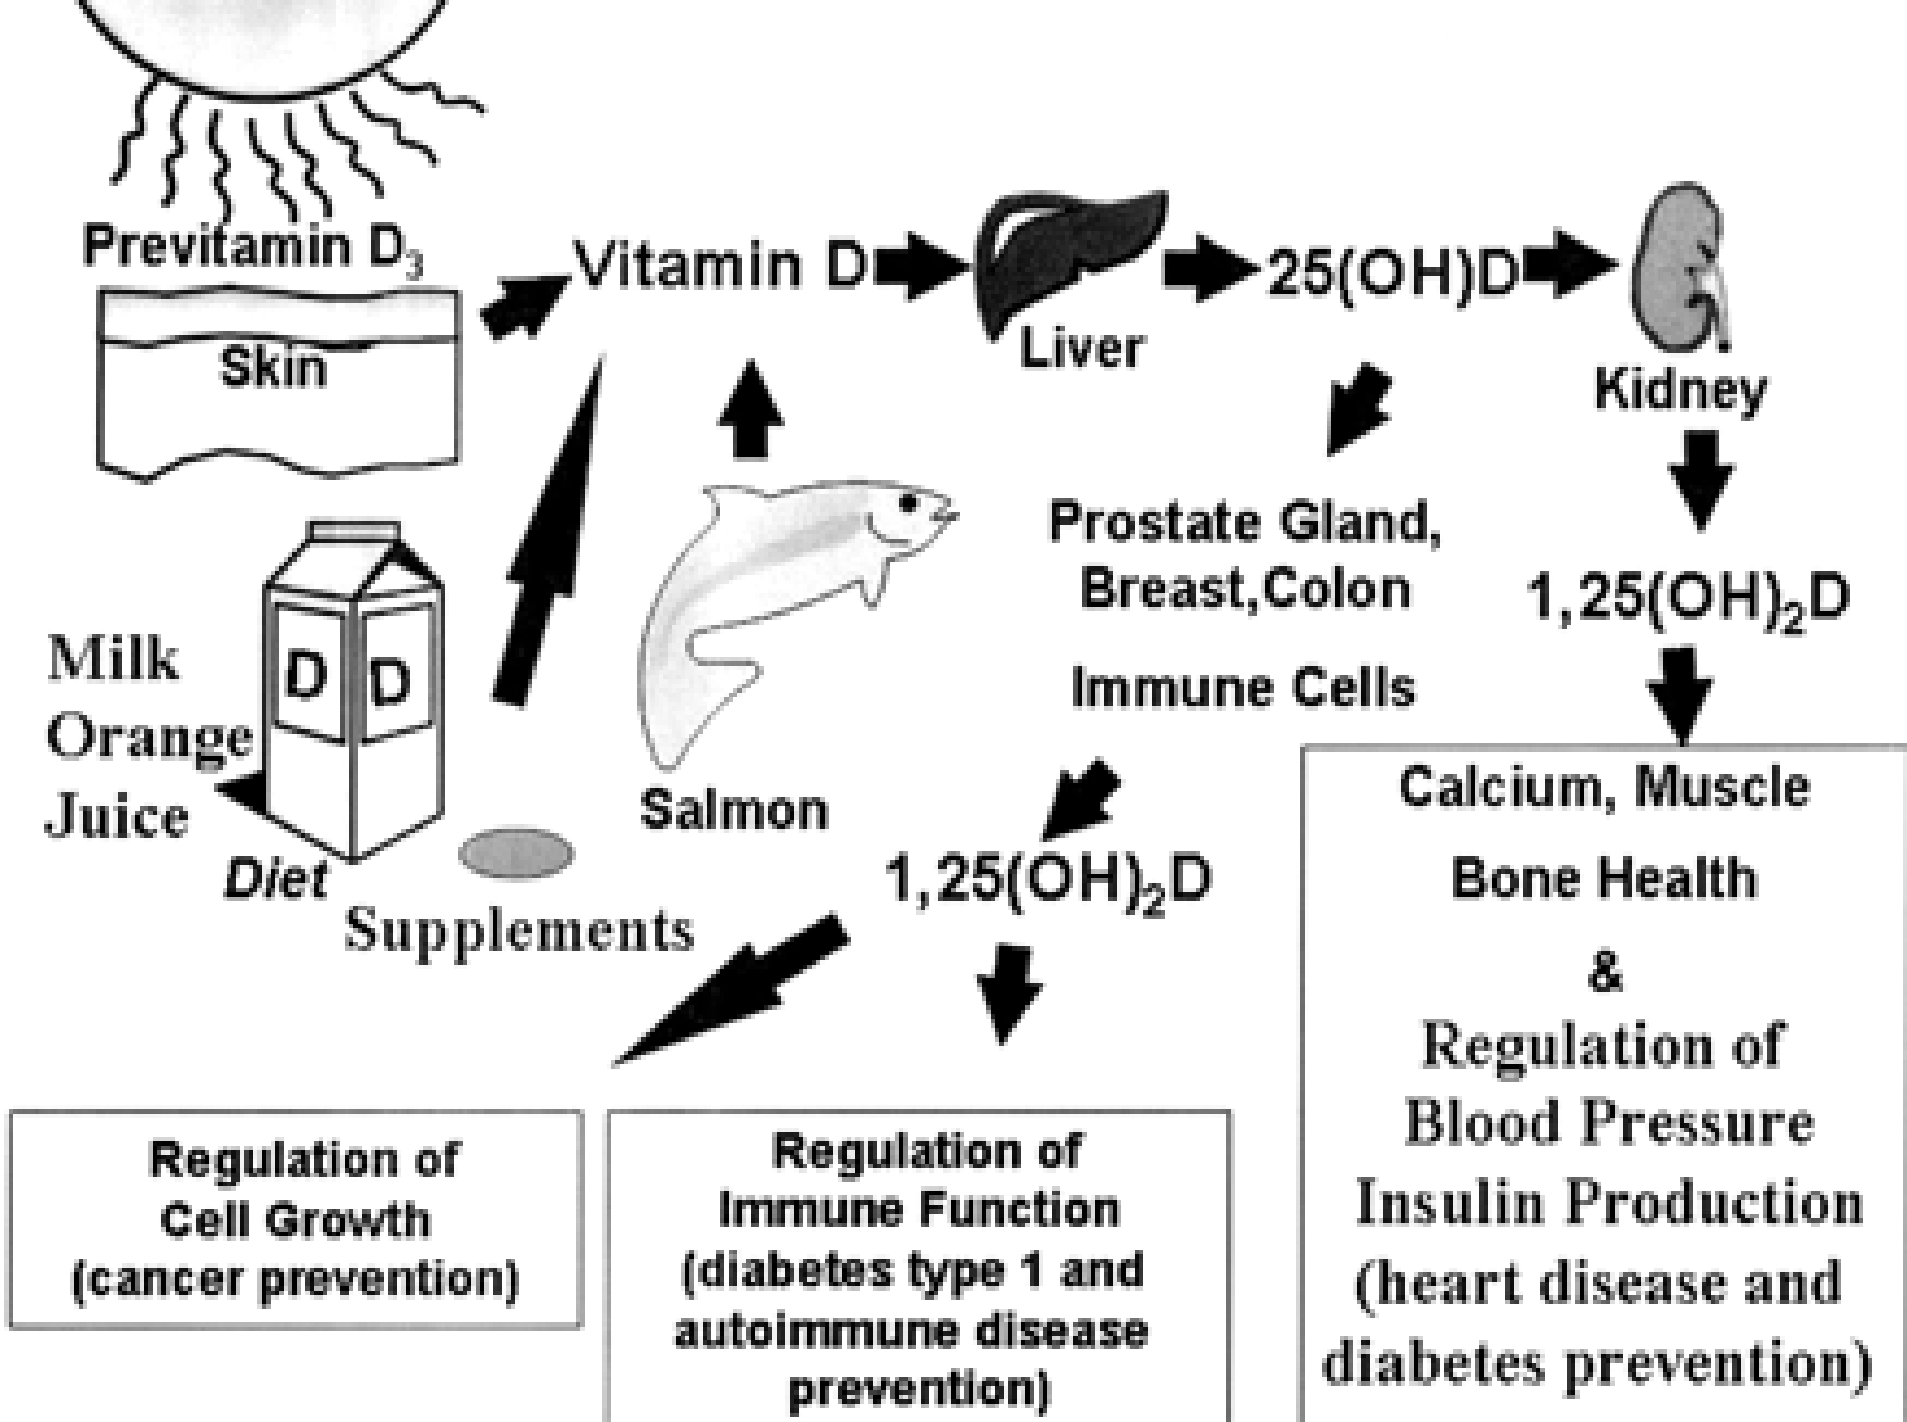 Previtamin D₃
Skin
Vitamin D
Liver
25(OH)D
Kidney
Prostate Gland,
Breast,Colon
Immune Cells
1,25(OH)₂D
Milk
Orange
Juice
D D
Diet
Supplements
Salmon
1,25(OH)₂D
Regulation of
Cell Growth
(cancer prevention)
Regulation of
Immune Function
(diabetes type 1 and
autoimmune disease
prevention)
Calcium, Muscle
Bone Health
&
Regulation of
Blood Pressure
Insulin Production
(heart disease and
diabetes prevention)